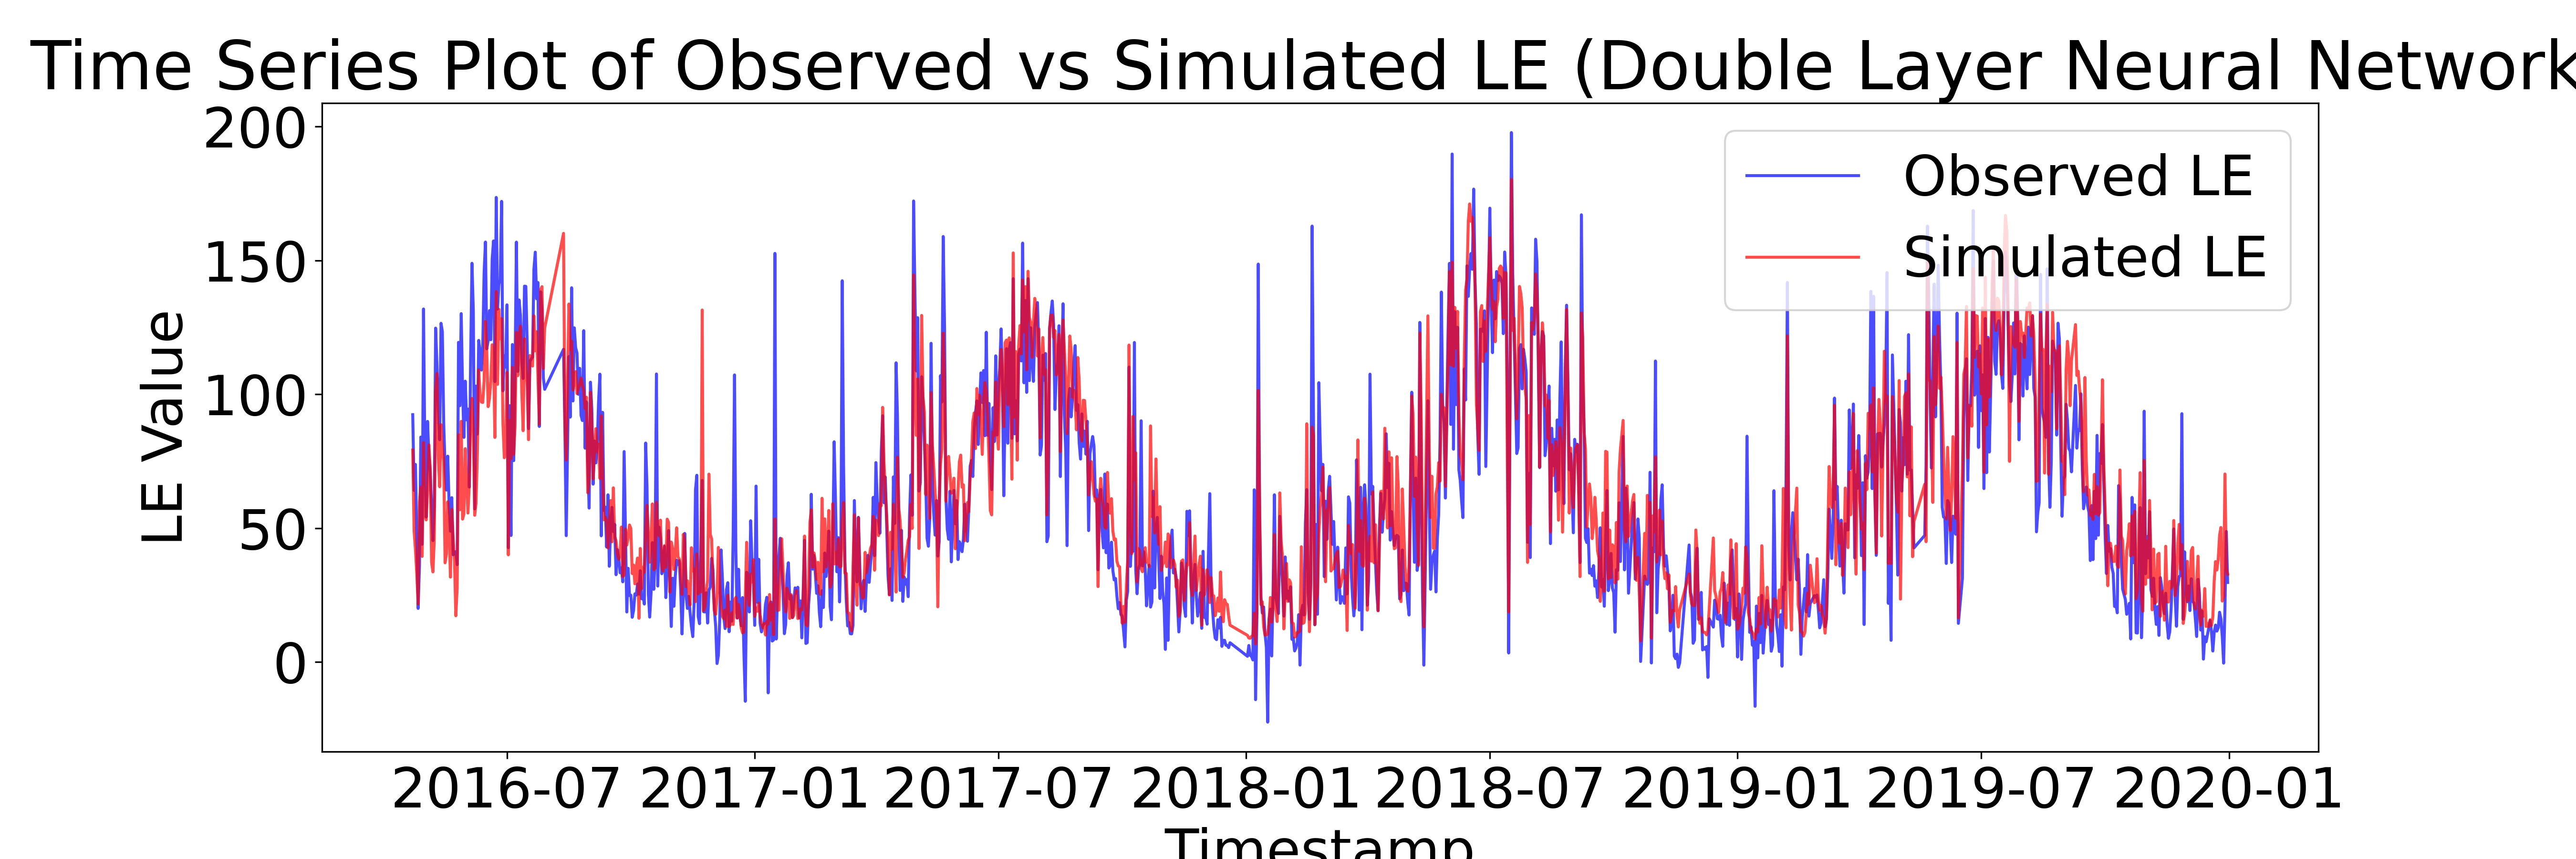 Time Series Plot of Observed vs Simulated LE (Double Layer Neural Network
200
150
100
50
0
LE Value
Observed LE
Simulated LE
2016-07 2017-01 2017-07 2018-01 2018-07 2019-01 2019-07 2020-01
Timestamp